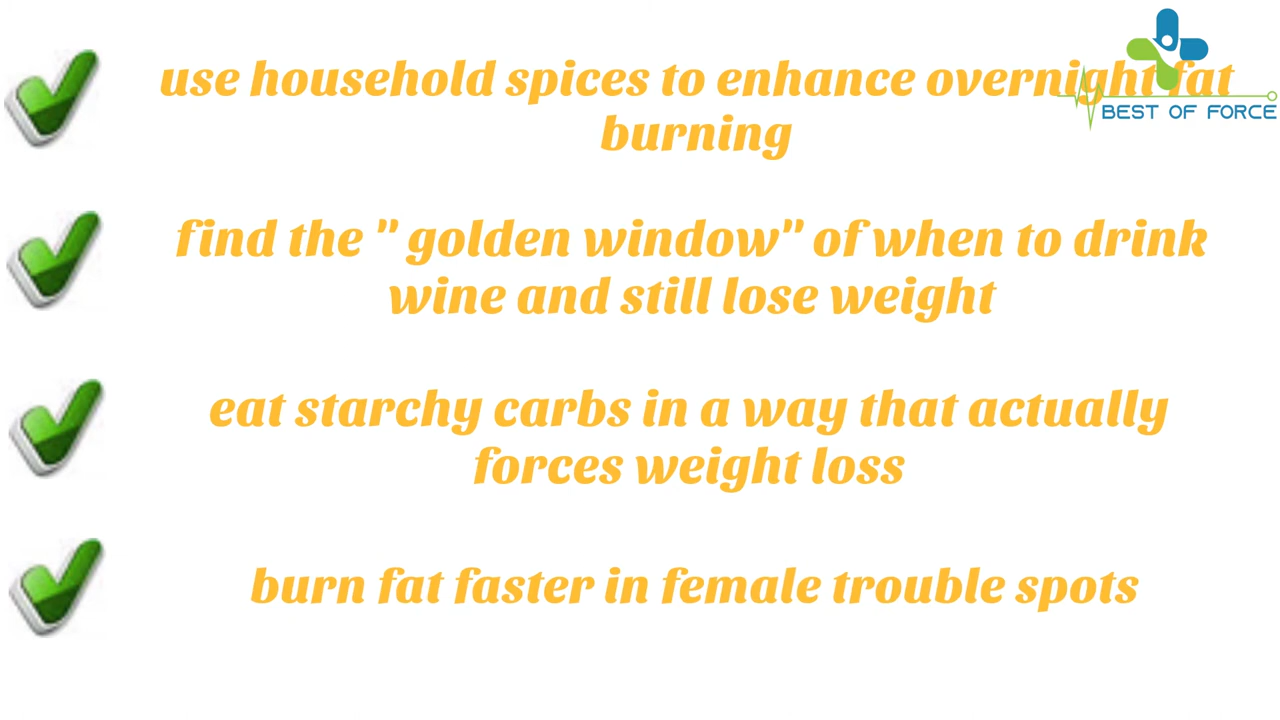 use household spices to enhance overnight fat
burning
BEST OF FORCE
find the " golden window" of when to drink
wine and still lose weight
eat starchy carbs in a way that actually
forces weight loss
burn fat faster in female trouble spots